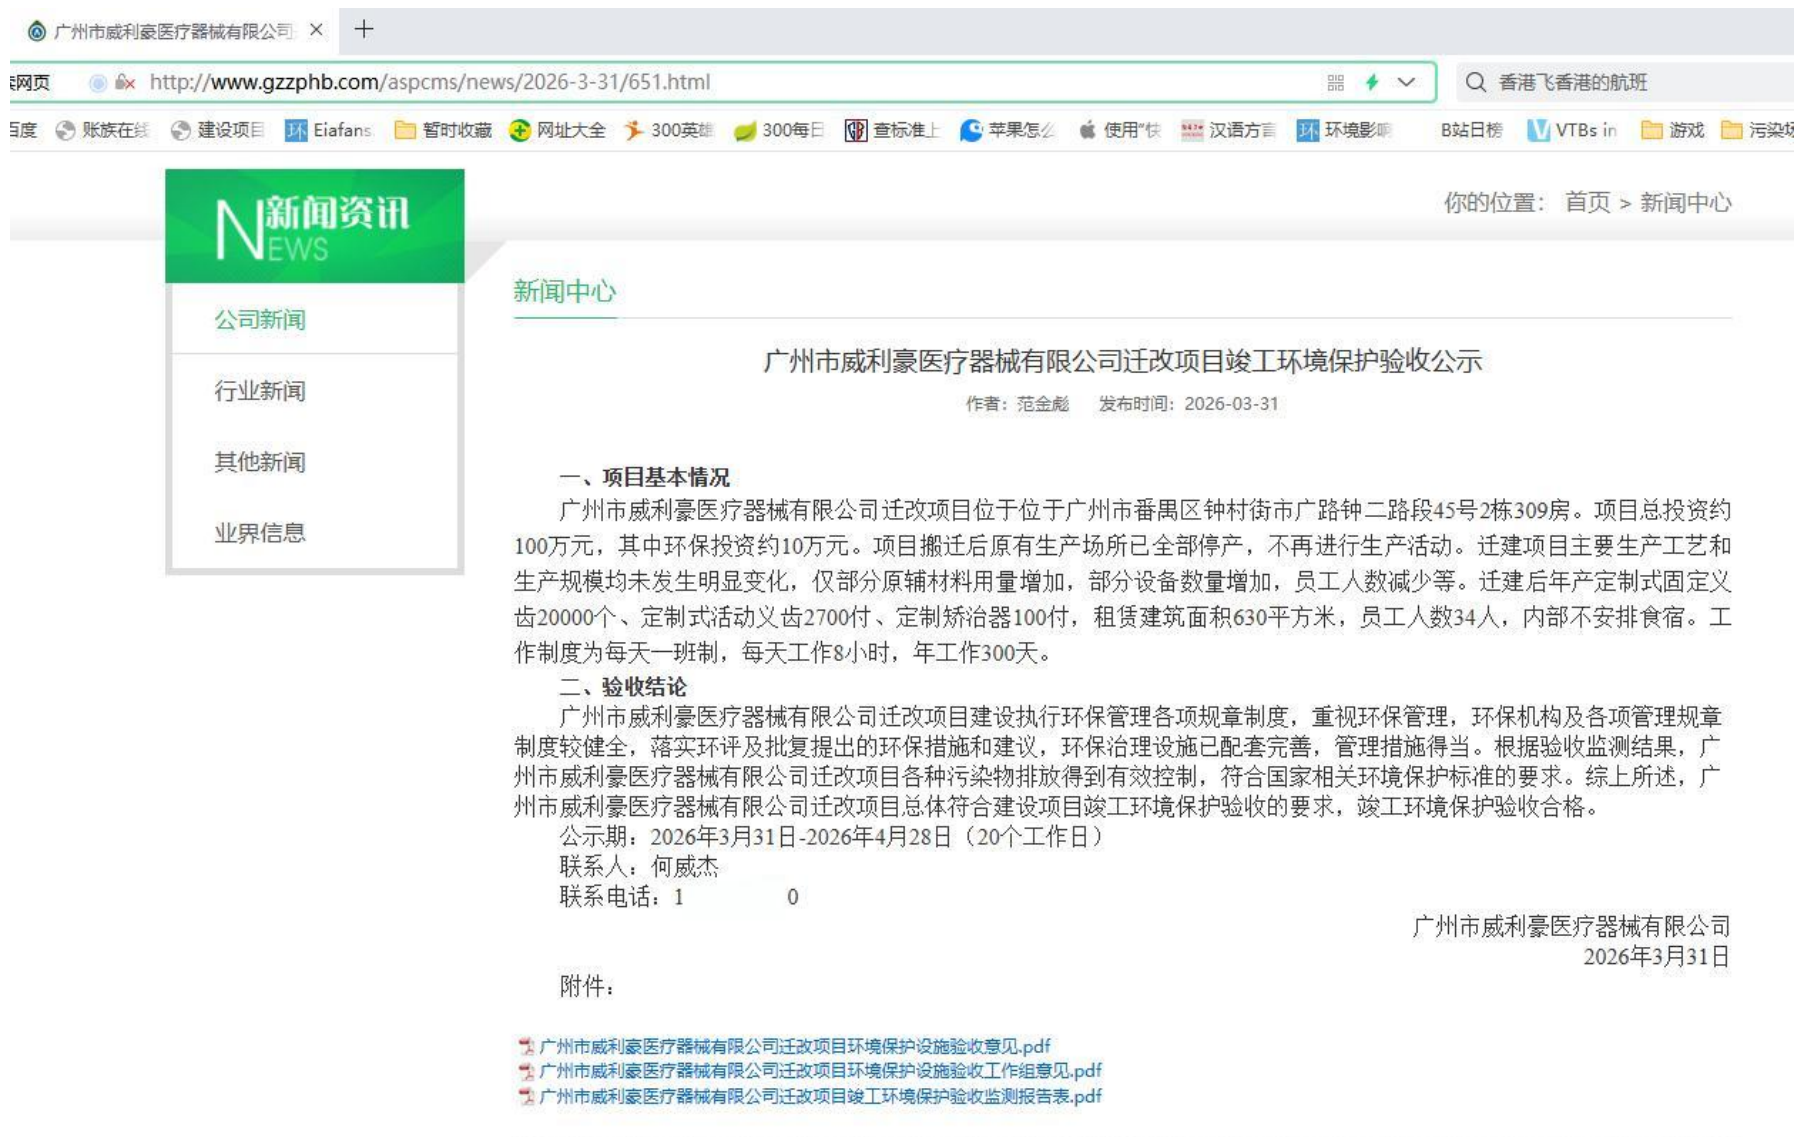 广州市威利豪医疗器械有限公司
网页 http://www.gzzphb.com/aspcms/news/2026-3-31/651.html 香港飞香港的航班
百度 账族在线 建设项目 环 Eiafans 暂时收藏 网址大全 300英雄 300每日 查标准上 苹果怎么 使用“快 汉语方言 环 环境影响 B站日榜 VTBs in 游戏 污染场
新闻资讯
NEWS
你的位置： 首页 > 新闻中心
公司新闻
行业新闻
其他新闻
业界信息
新闻中心
广州市威利豪医疗器械有限公司迁改项目竣工环境保护验收公示
作者：范金彪 发布时间：2026-03-31
一、项目基本情况
广州市威利豪医疗器械有限公司迁改项目位于位于广州市番禺区钟村街市广路钟二路段45号2栋309房。项目总投资约
100万元，其中环保投资约10万元。项目搬迁后原有生产场所已全部停产，不再进行生产活动。迁建项目主要生产工艺和
生产规模均未发生明显变化，仅部分原辅材料用量增加，部分设备数量增加，员工人数减少等。迁建后年产定制式固定义
齿20000个、定制式活动义齿2700付、定制矫治器100付，租赁建筑面积630平方米，员工人数34人，内部不安排食宿。工
作制度为每天一班制，每天工作8小时，年工作300天。
二、验收结论
广州市威利豪医疗器械有限公司迁改项目建设执行环保管理各项规章制度，重视环保管理，环保机构及各项管理规章
制度较健全，落实环评及批复提出的环保措施和建议，环保治理设施已配套完善，管理措施得当。根据验收监测结果，广
州市威利豪医疗器械有限公司迁改项目各种污染物排放得到有效控制，符合国家相关环境保护标准的要求。综上所述，广
州市威利豪医疗器械有限公司迁改项目总体符合建设项目竣工环境保护验收的要求，竣工环境保护验收合格。
公示期：2026年3月31日-2026年4月28日（20个工作日）
联系人：何威杰
联系电话：1 0
广州市威利豪医疗器械有限公司
2026年3月31日
附件：
广州市威利豪医疗器械有限公司迁改项目环境保护设施验收意见.pdf
广州市威利豪医疗器械有限公司迁改项目环境保护设施验收工作组意见.pdf
广州市威利豪医疗器械有限公司迁改项目竣工环境保护验收监测报告表.pdf